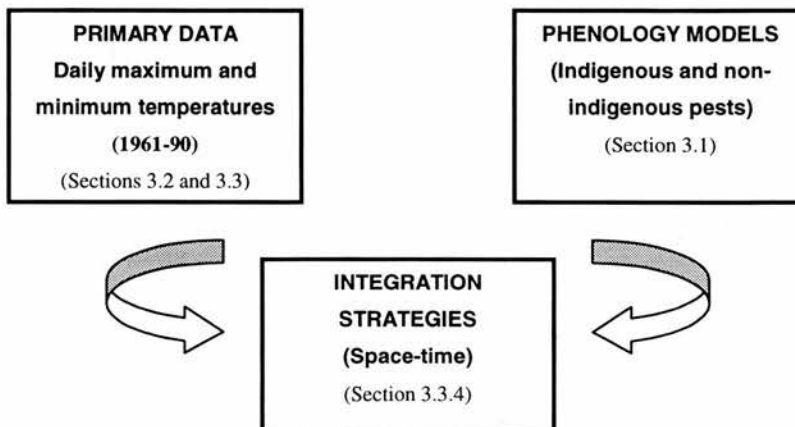 PRIMARY DATA
Daily maximum and
minimum temperatures
(1961-90)
(Sections 3.2 and 3.3)
PHENOLOGY MODELS
(Indigenous and non-
indigenous pests)
(Section 3.1)
INTEGRATION
STRATEGIES
(Space-time)
(Section 3.3.4)